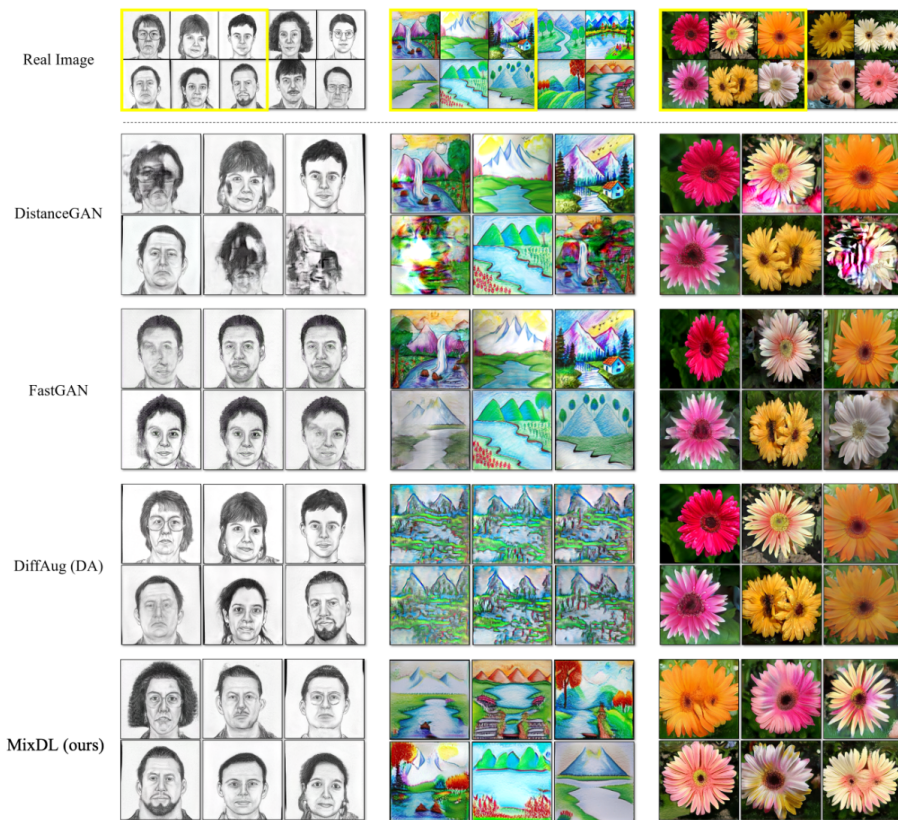 Real Image
DistanceGAN
FastGAN
DiffAug (DA)
MixDL (ours)